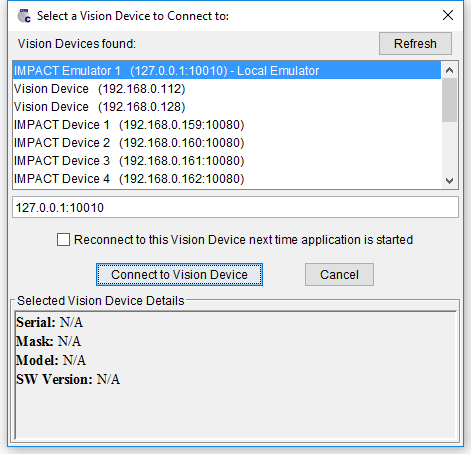 Select a Vision Device to Connect to:
Vision Devices found:
Refresh
IMPACT Emulator 1 (127.0.0.1:10010) - Local Emulator
Vision Device (192.168.0.112)
Vision Device (192.168.0.128)
IMPACT Device 1 (192.168.0.159:10080)
IMPACT Device 2 (192.168.0.160:10080)
IMPACT Device 3 (192.168.0.161:10080)
IMPACT Device 4 (192.168.0.162:10080)
127.0.0.1:10010
Reconnect to this Vision Device next time application is started
Connect to Vision Device
Cancel
Selected Vision Device Details
Serial: N/A
Mask: N/A
Model: N/A
SW Version: N/A